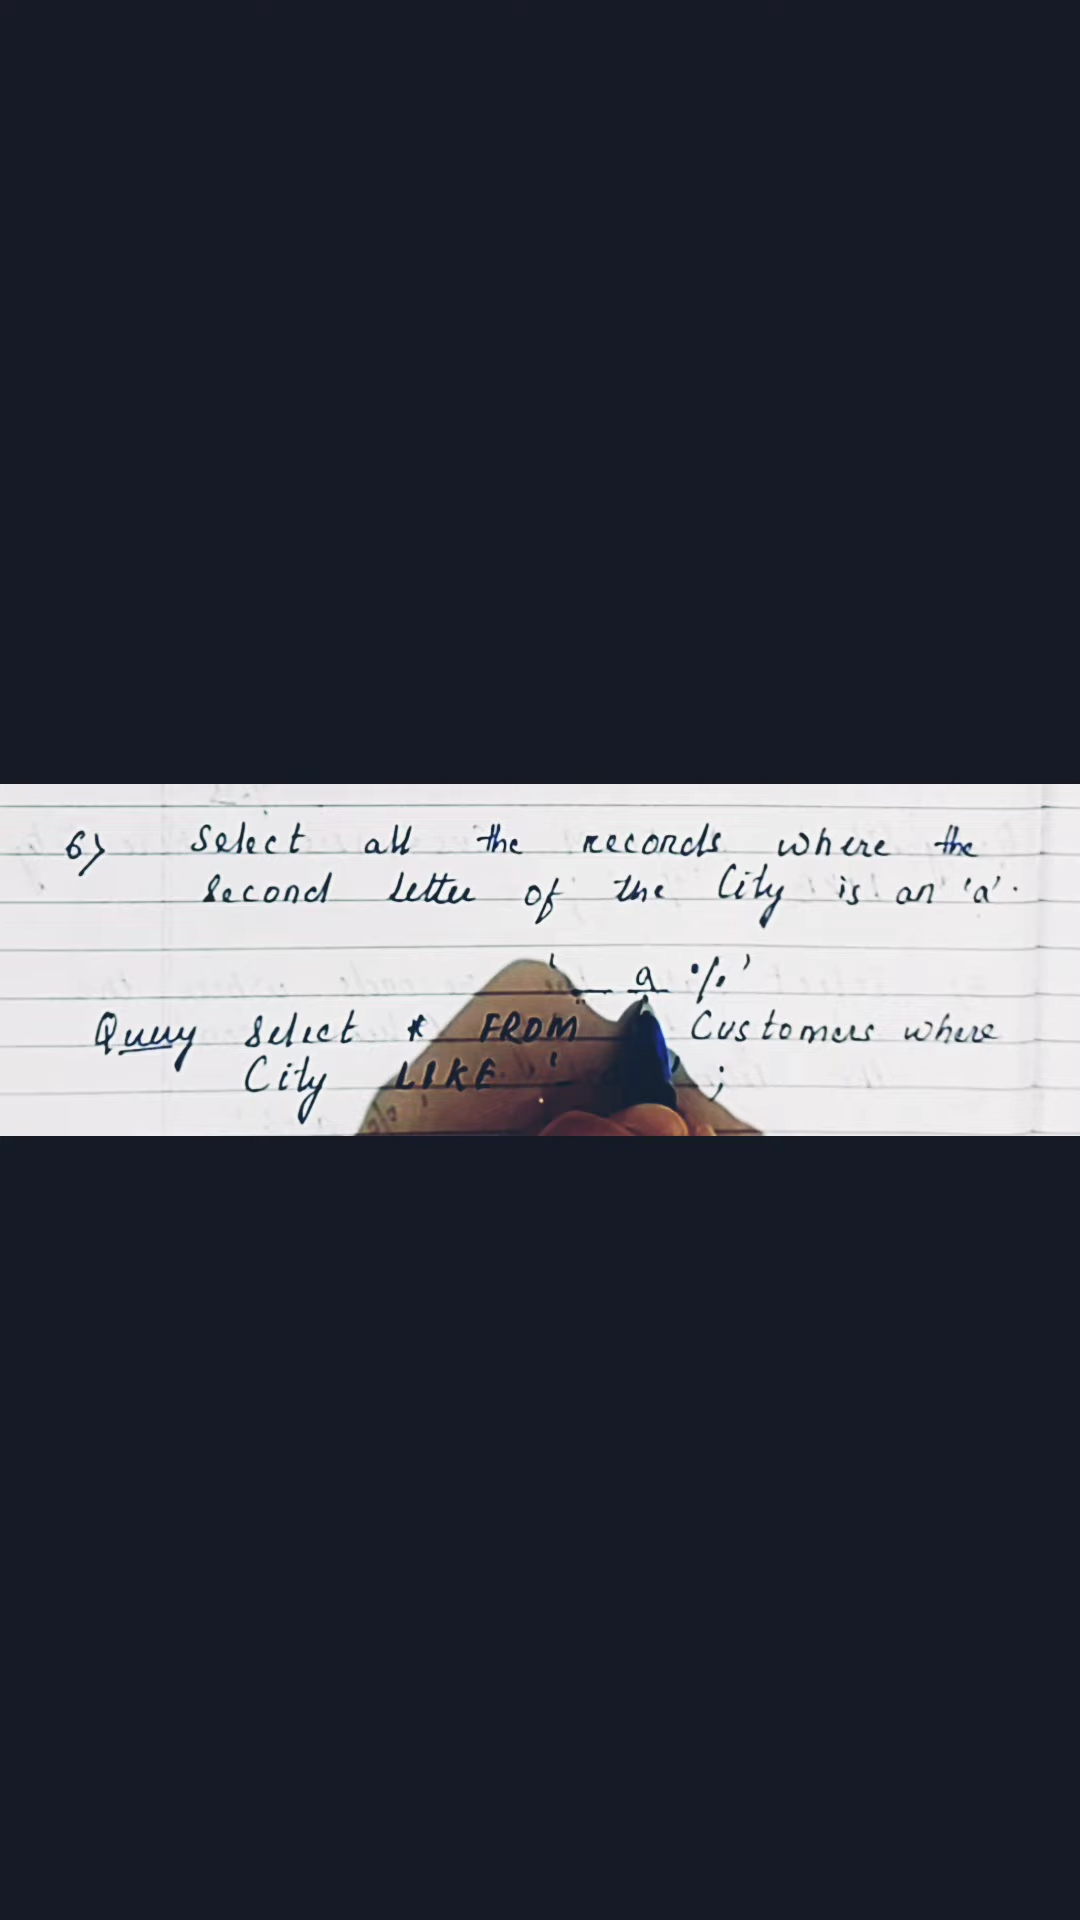 6) Select all the records where the
Second Letter of the City is an 'a'.
'_ a %'
Query Select * FROM Customers where
City LIKE ' ' ;